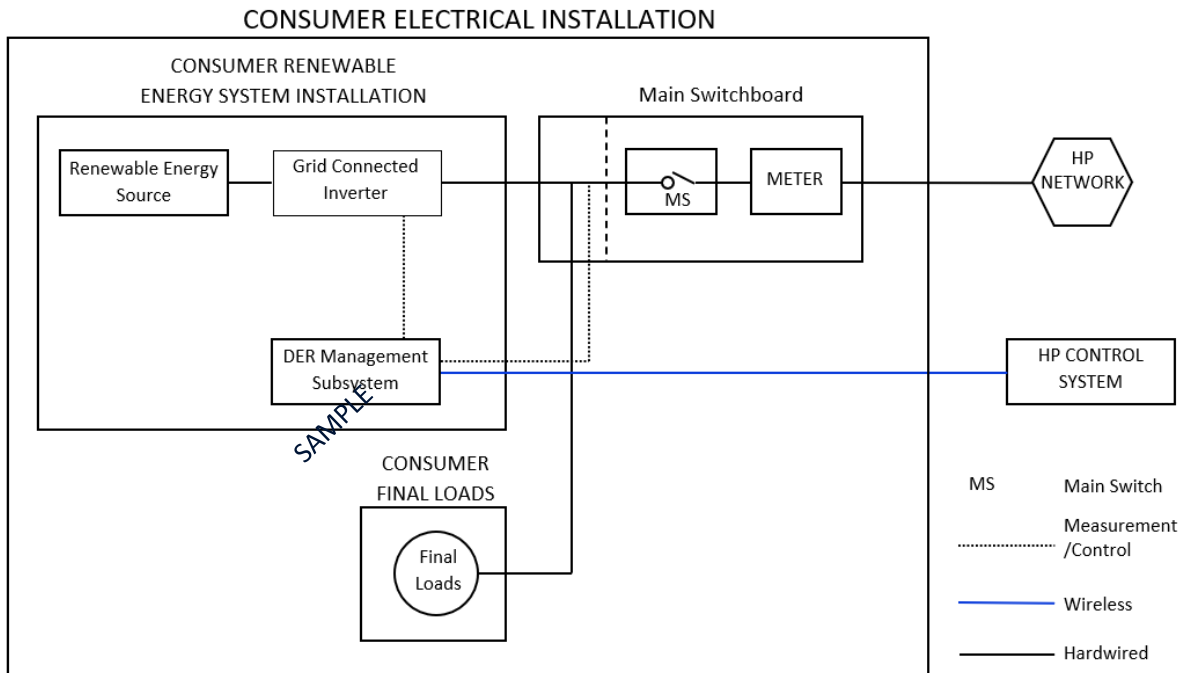 CONSUMER ELECTRICAL INSTALLATION
CONSUMER RENEWABLE
ENERGY SYSTEM INSTALLATION
Main Switchboard
Renewable Energy
Source
Grid Connected
Inverter
MS
METER
HP
NETWORK
DER Management
Subsystem
HP CONTROL
SYSTEM
SAMPLE
CONSUMER
FINAL LOADS
Final
Loads
MS Main Switch
Measurement
/Control
Wireless
Hardwired